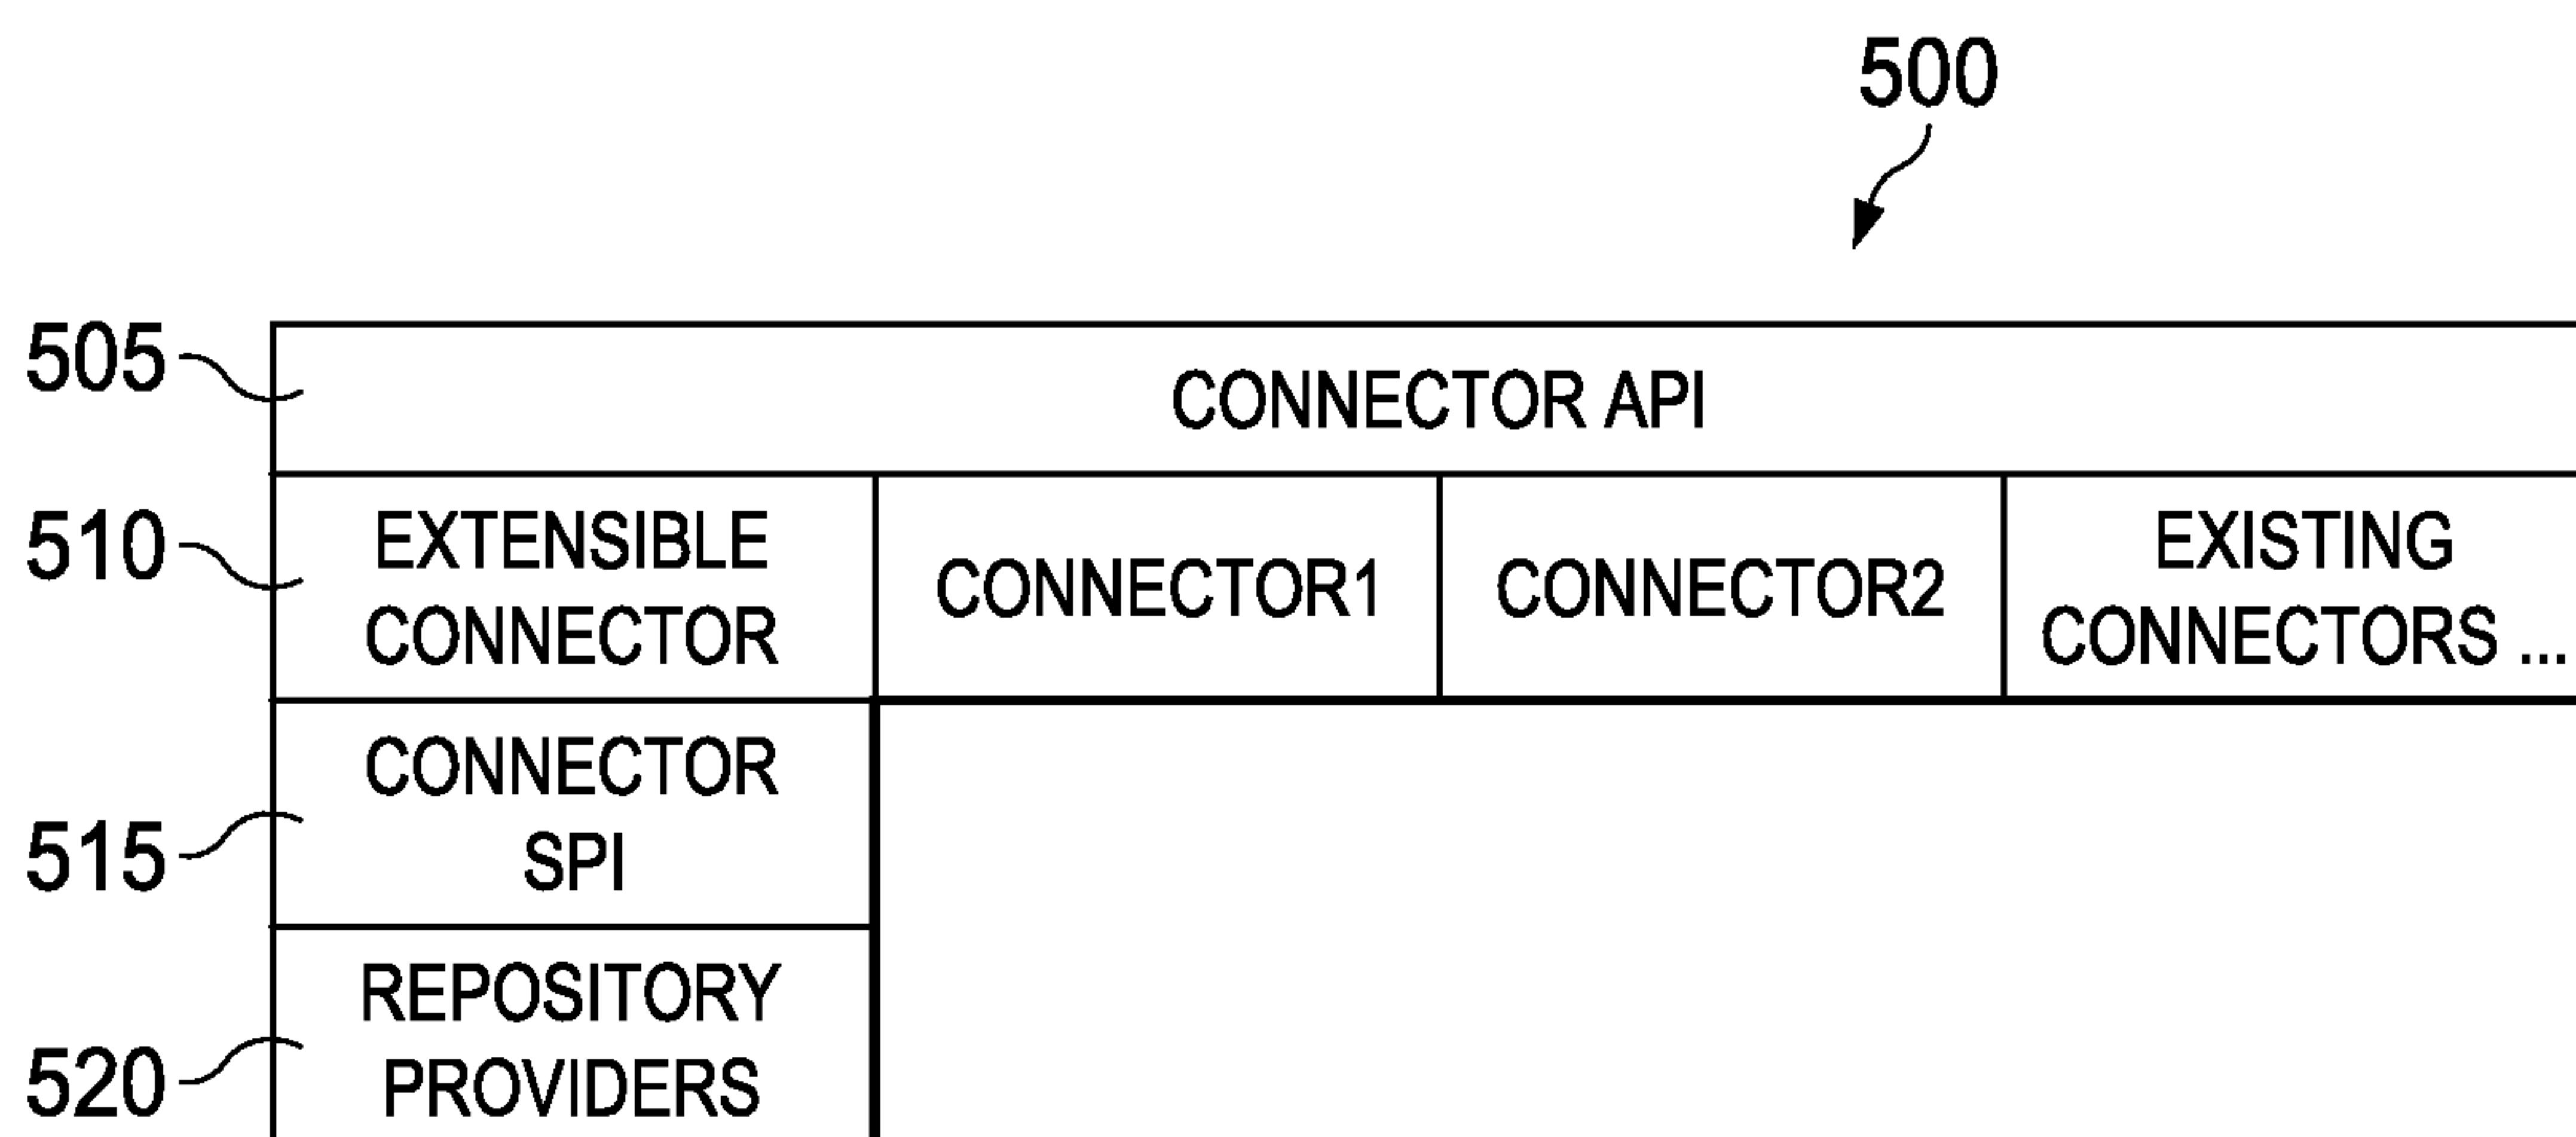 500
505
CONNECTOR API
510
EXTENSIBLE
CONNECTOR
CONNECTOR1
CONNECTOR2
EXISTING
CONNECTORS ...
515
CONNECTOR
SPI
520
REPOSITORY
PROVIDERS